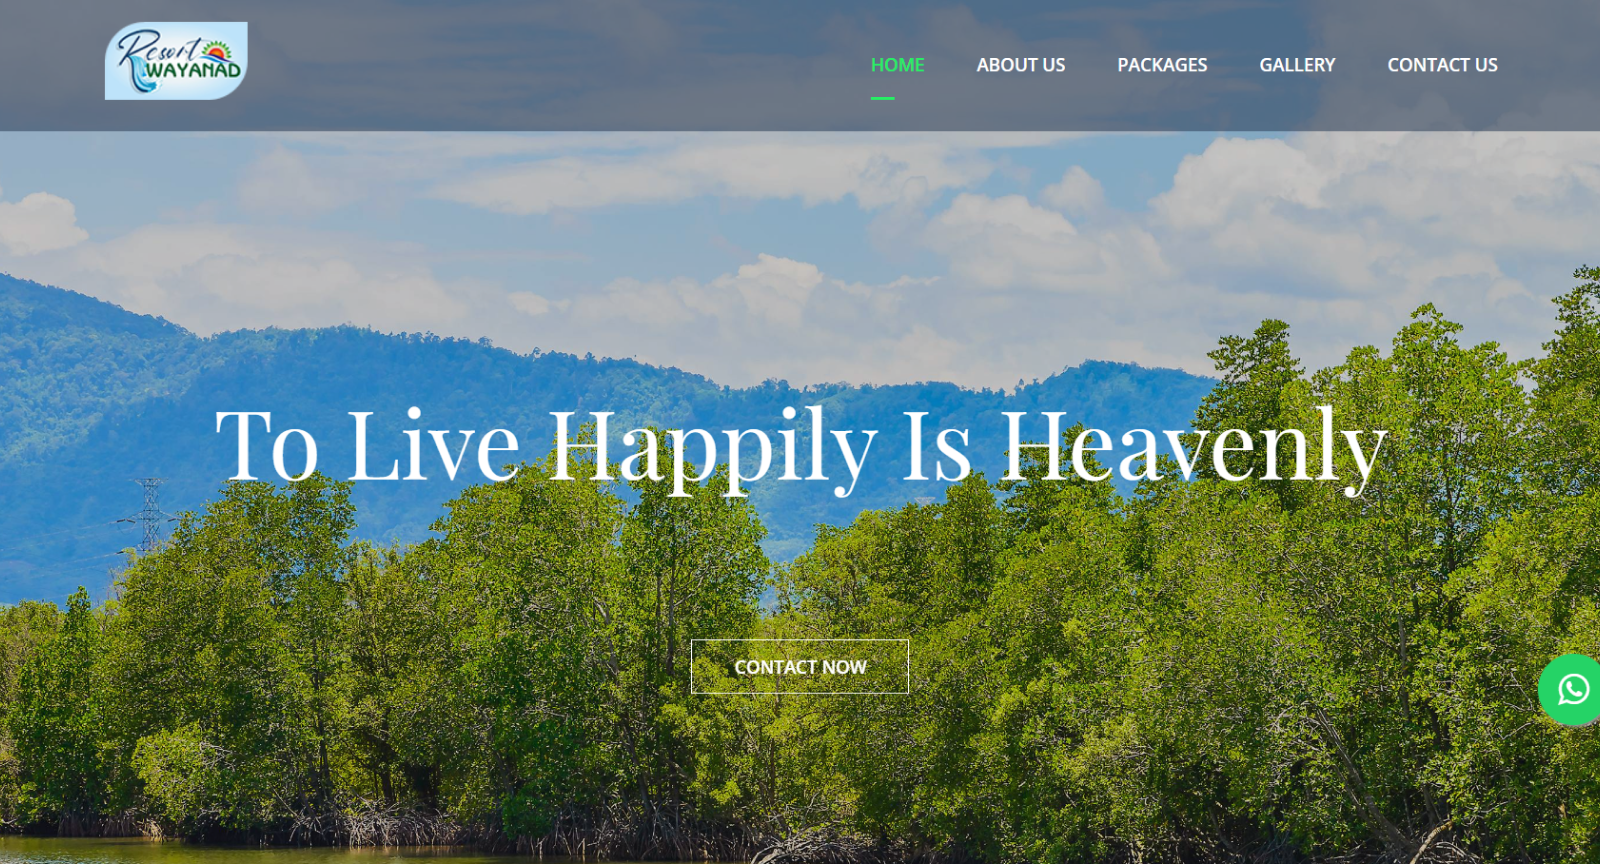 Resort
WAYANAD
HOME
ABOUT US
PACKAGES
GALLERY
CONTACT US
To Live Happily Is Heavenly
CONTACT NOW